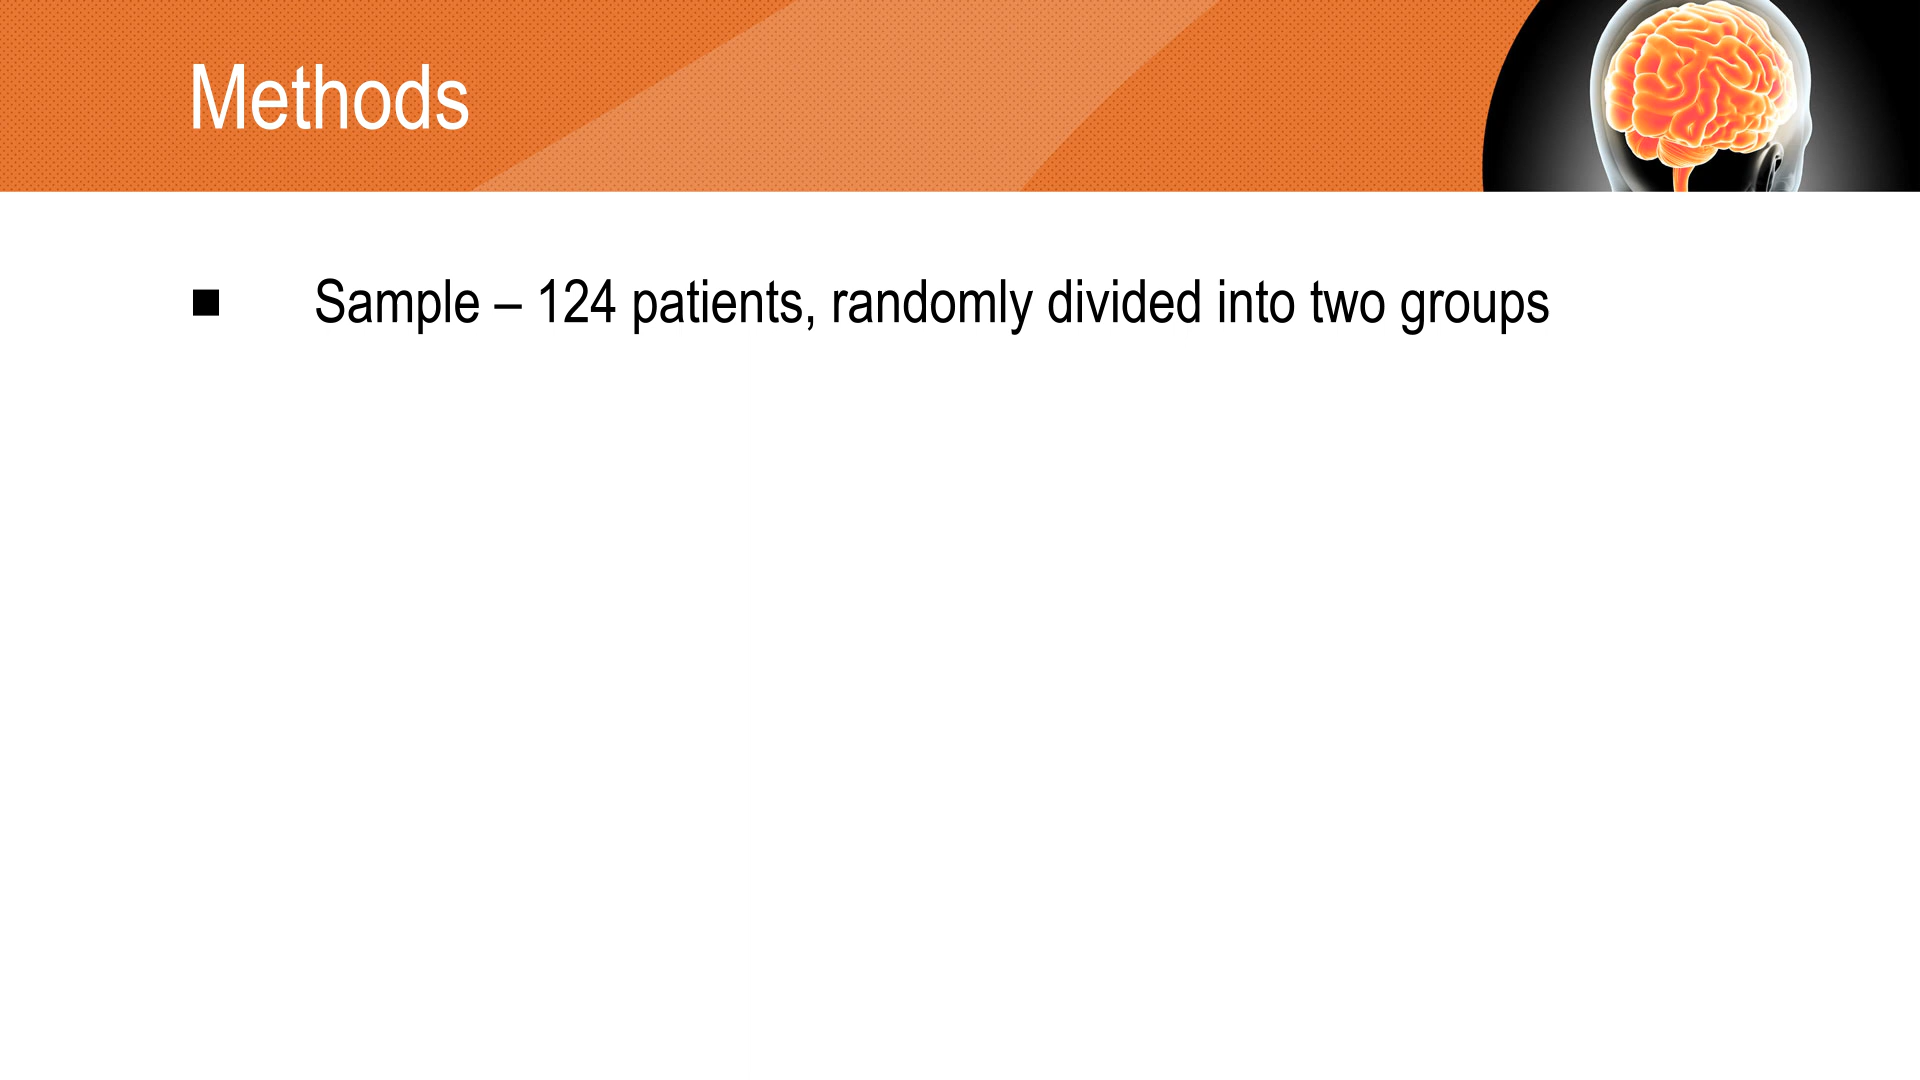 Methods
Sample – 124 patients, randomly divided into two groups